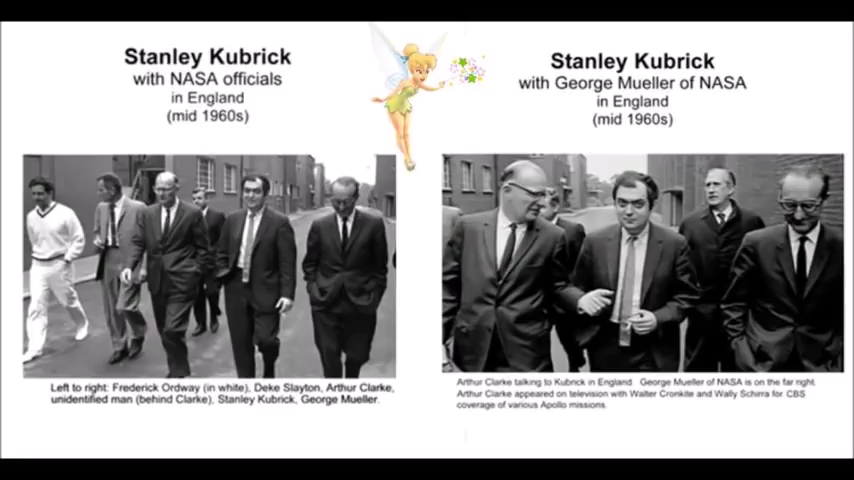 Stanley Kubrick
with NASA officials
in England
(mid 1960s)
Left to right: Frederick Ordway (in white), Deke Slayton, Arthur Clarke,
unidentified man (behind Clarke), Stanley Kubrick, George Mueller.
Stanley Kubrick
with George Mueller of NASA
in England
(mid 1960s)
Arthur Clarke talking to Kubrick in England. George Mueller of NASA is on the far right.
Arthur Clarke appeared on television with Walter Cronkite and Wally Schirra for CBS
coverage of various Apollo missions.